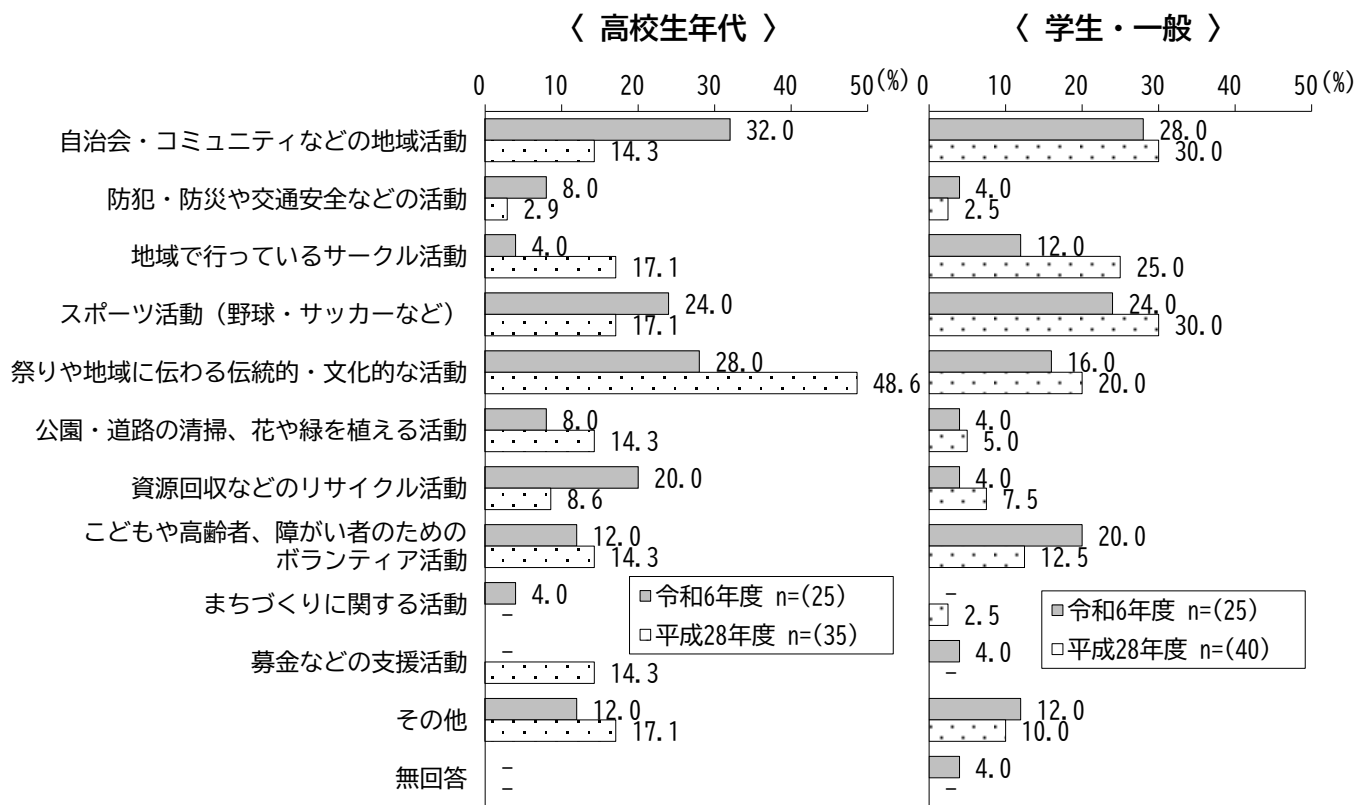 〈 高校生年代 〉 〈 学生・一般 〉
0 10 20 30 40 50 (%) 0 10 20 30 40 50 (%)
自治会・コミュニティなどの地域活動 32.0 28.0
14.3 30.0
防犯・防災や交通安全などの活動 8.0 4.0
2.9 2.5
地域で行っているサークル活動 4.0 12.0
17.1 25.0
スポーツ活動（野球・サッカーなど） 24.0 24.0
17.1 30.0
祭りや地域に伝わる伝統的・文化的な活動 28.0 16.0
48.6 20.0
公園・道路の清掃、花や緑を植える活動 8.0 4.0
14.3 5.0
資源回収などのリサイクル活動 20.0 4.0
8.6 7.5
こどもや高齢者、障がい者のための
ボランティア活動 12.0 20.0
14.3 12.5
まちづくりに関する活動 4.0 –
– 2.5
募金などの支援活動 – 4.0
14.3 –
その他 12.0 12.0
17.1 10.0
無回答 – 4.0
– –
令和6年度 n=(25)
平成28年度 n=(35)
令和6年度 n=(25)
平成28年度 n=(40)